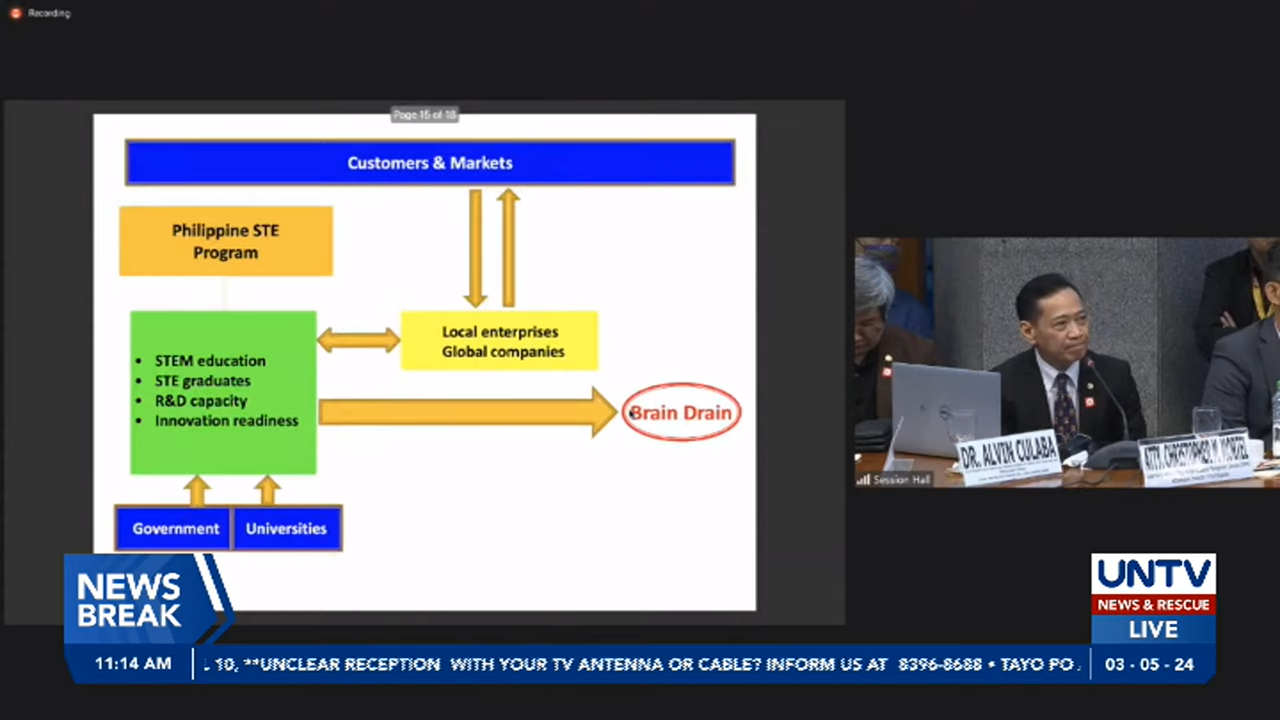 Recording
Page 15 of 18
Customers & Markets
Philippine STE
Program
• STEM education
• STE graduates
• R&D capacity
• Innovation readiness
Local enterprises
Global companies
Brain Drain
Government
Universities
DR. ALVIN CULABA
ATTY. CHRISTOPHER M.
Session Hall
NEWS
BREAK
UNTV
NEWS & RESCUE
LIVE
11:14 AM
10, **UNCLEAR RECEPTION WITH YOUR TV ANTENNA OR CABLE? INFORM US AT 8396-8688 • TAYO PO
03 - 05 - 24